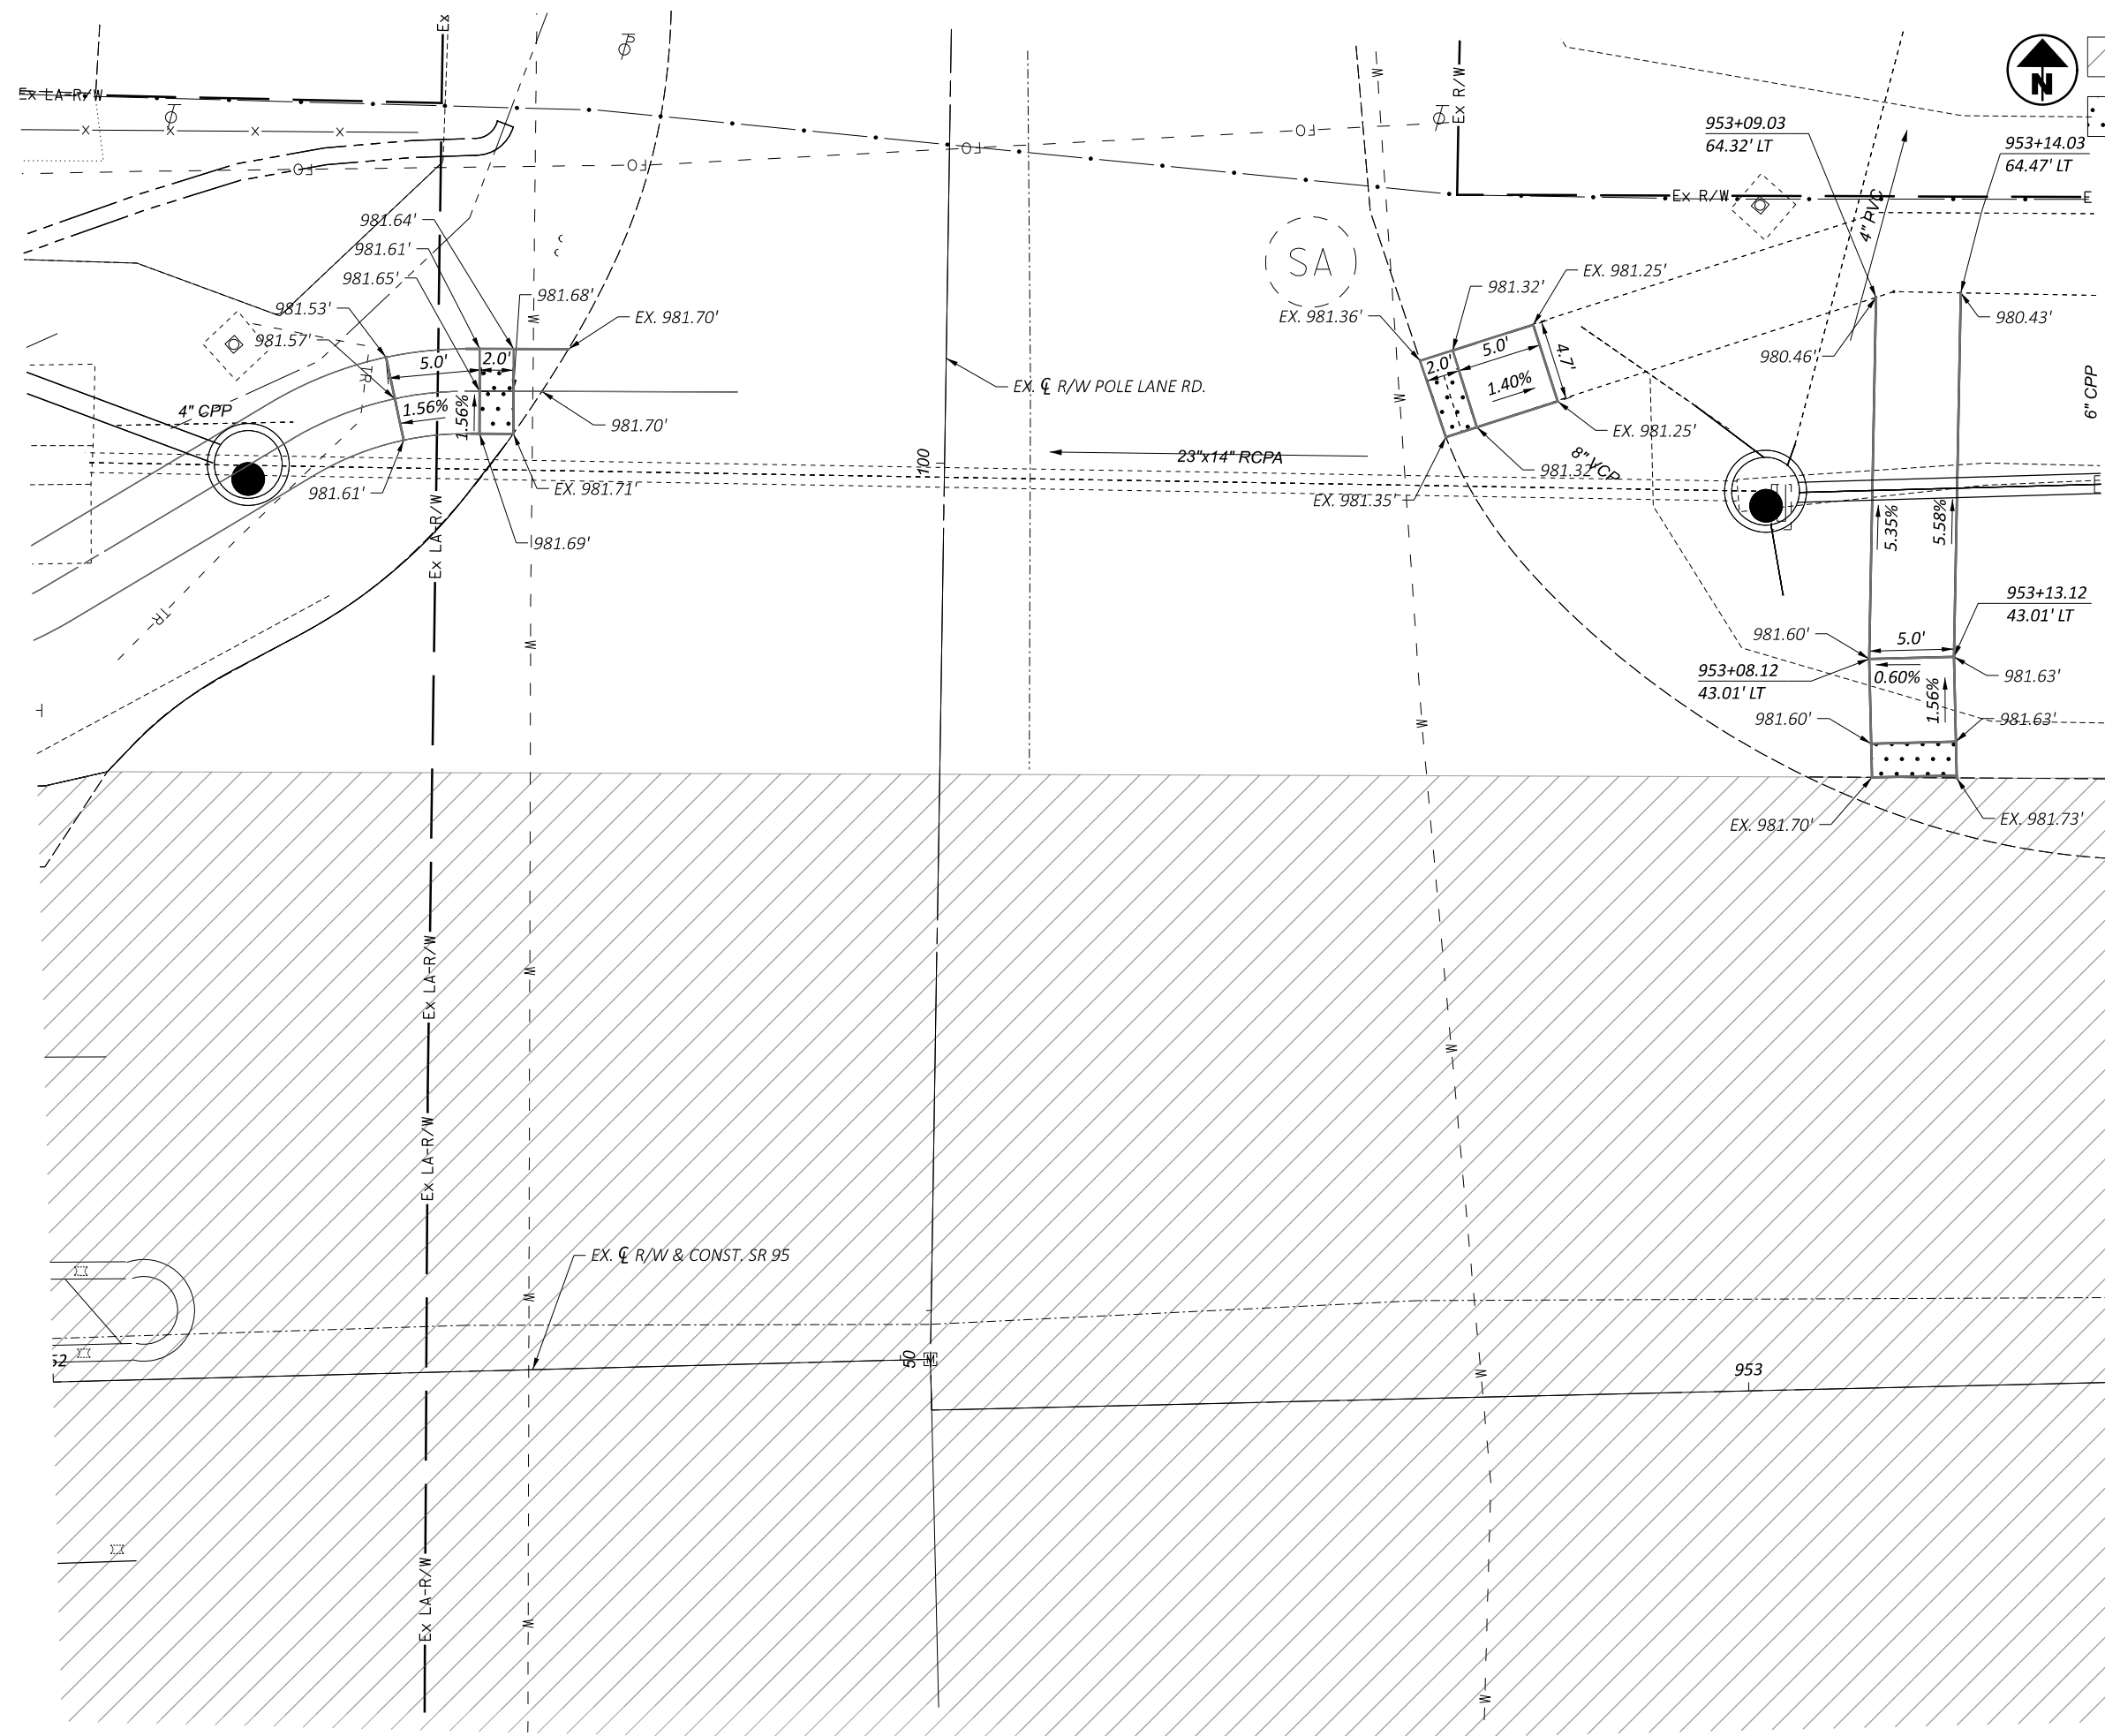 Ex
Ex LA-R/W
N
953+09.03
64.32' LT
953+14.03
64.47' LT
Ex R/W
FO
FO
FO
FO
Ex R/W
E
4" PVC
SA
981.64'
981.61'
981.65'
981.68'
981.53'
981.57'
EX. 981.70'
5.0'
2.0'
TR
1.56%
1.56%
4" CPP
981.70'
981.61'
EX. 981.71'
981.69'
Ex LA-R/W
TR
W
W
EX. ℄ R/W POLE LANE RD.
100
23"x14" RCPA
EX. 981.25'
981.32'
EX. 981.36'
2.0'
5.0'
4.7'
1.40%
EX. 981.25'
981.32'
EX. 981.35'
8" VCP
980.43'
980.46'
6" CPP
5.35%
5.58%
953+13.12
43.01' LT
981.60'
5.0'
953+08.12
43.01' LT
0.60%
981.63'
1.56%
981.60'
981.63'
EX. 981.70'
EX. 981.73'
W
W
W
W
W
Ex LA-R/W
W
Ex LA-R/W
EX. ℄ R/W & CONST. SR 95
W
50
953
W
Ex LA-R/W
W
W